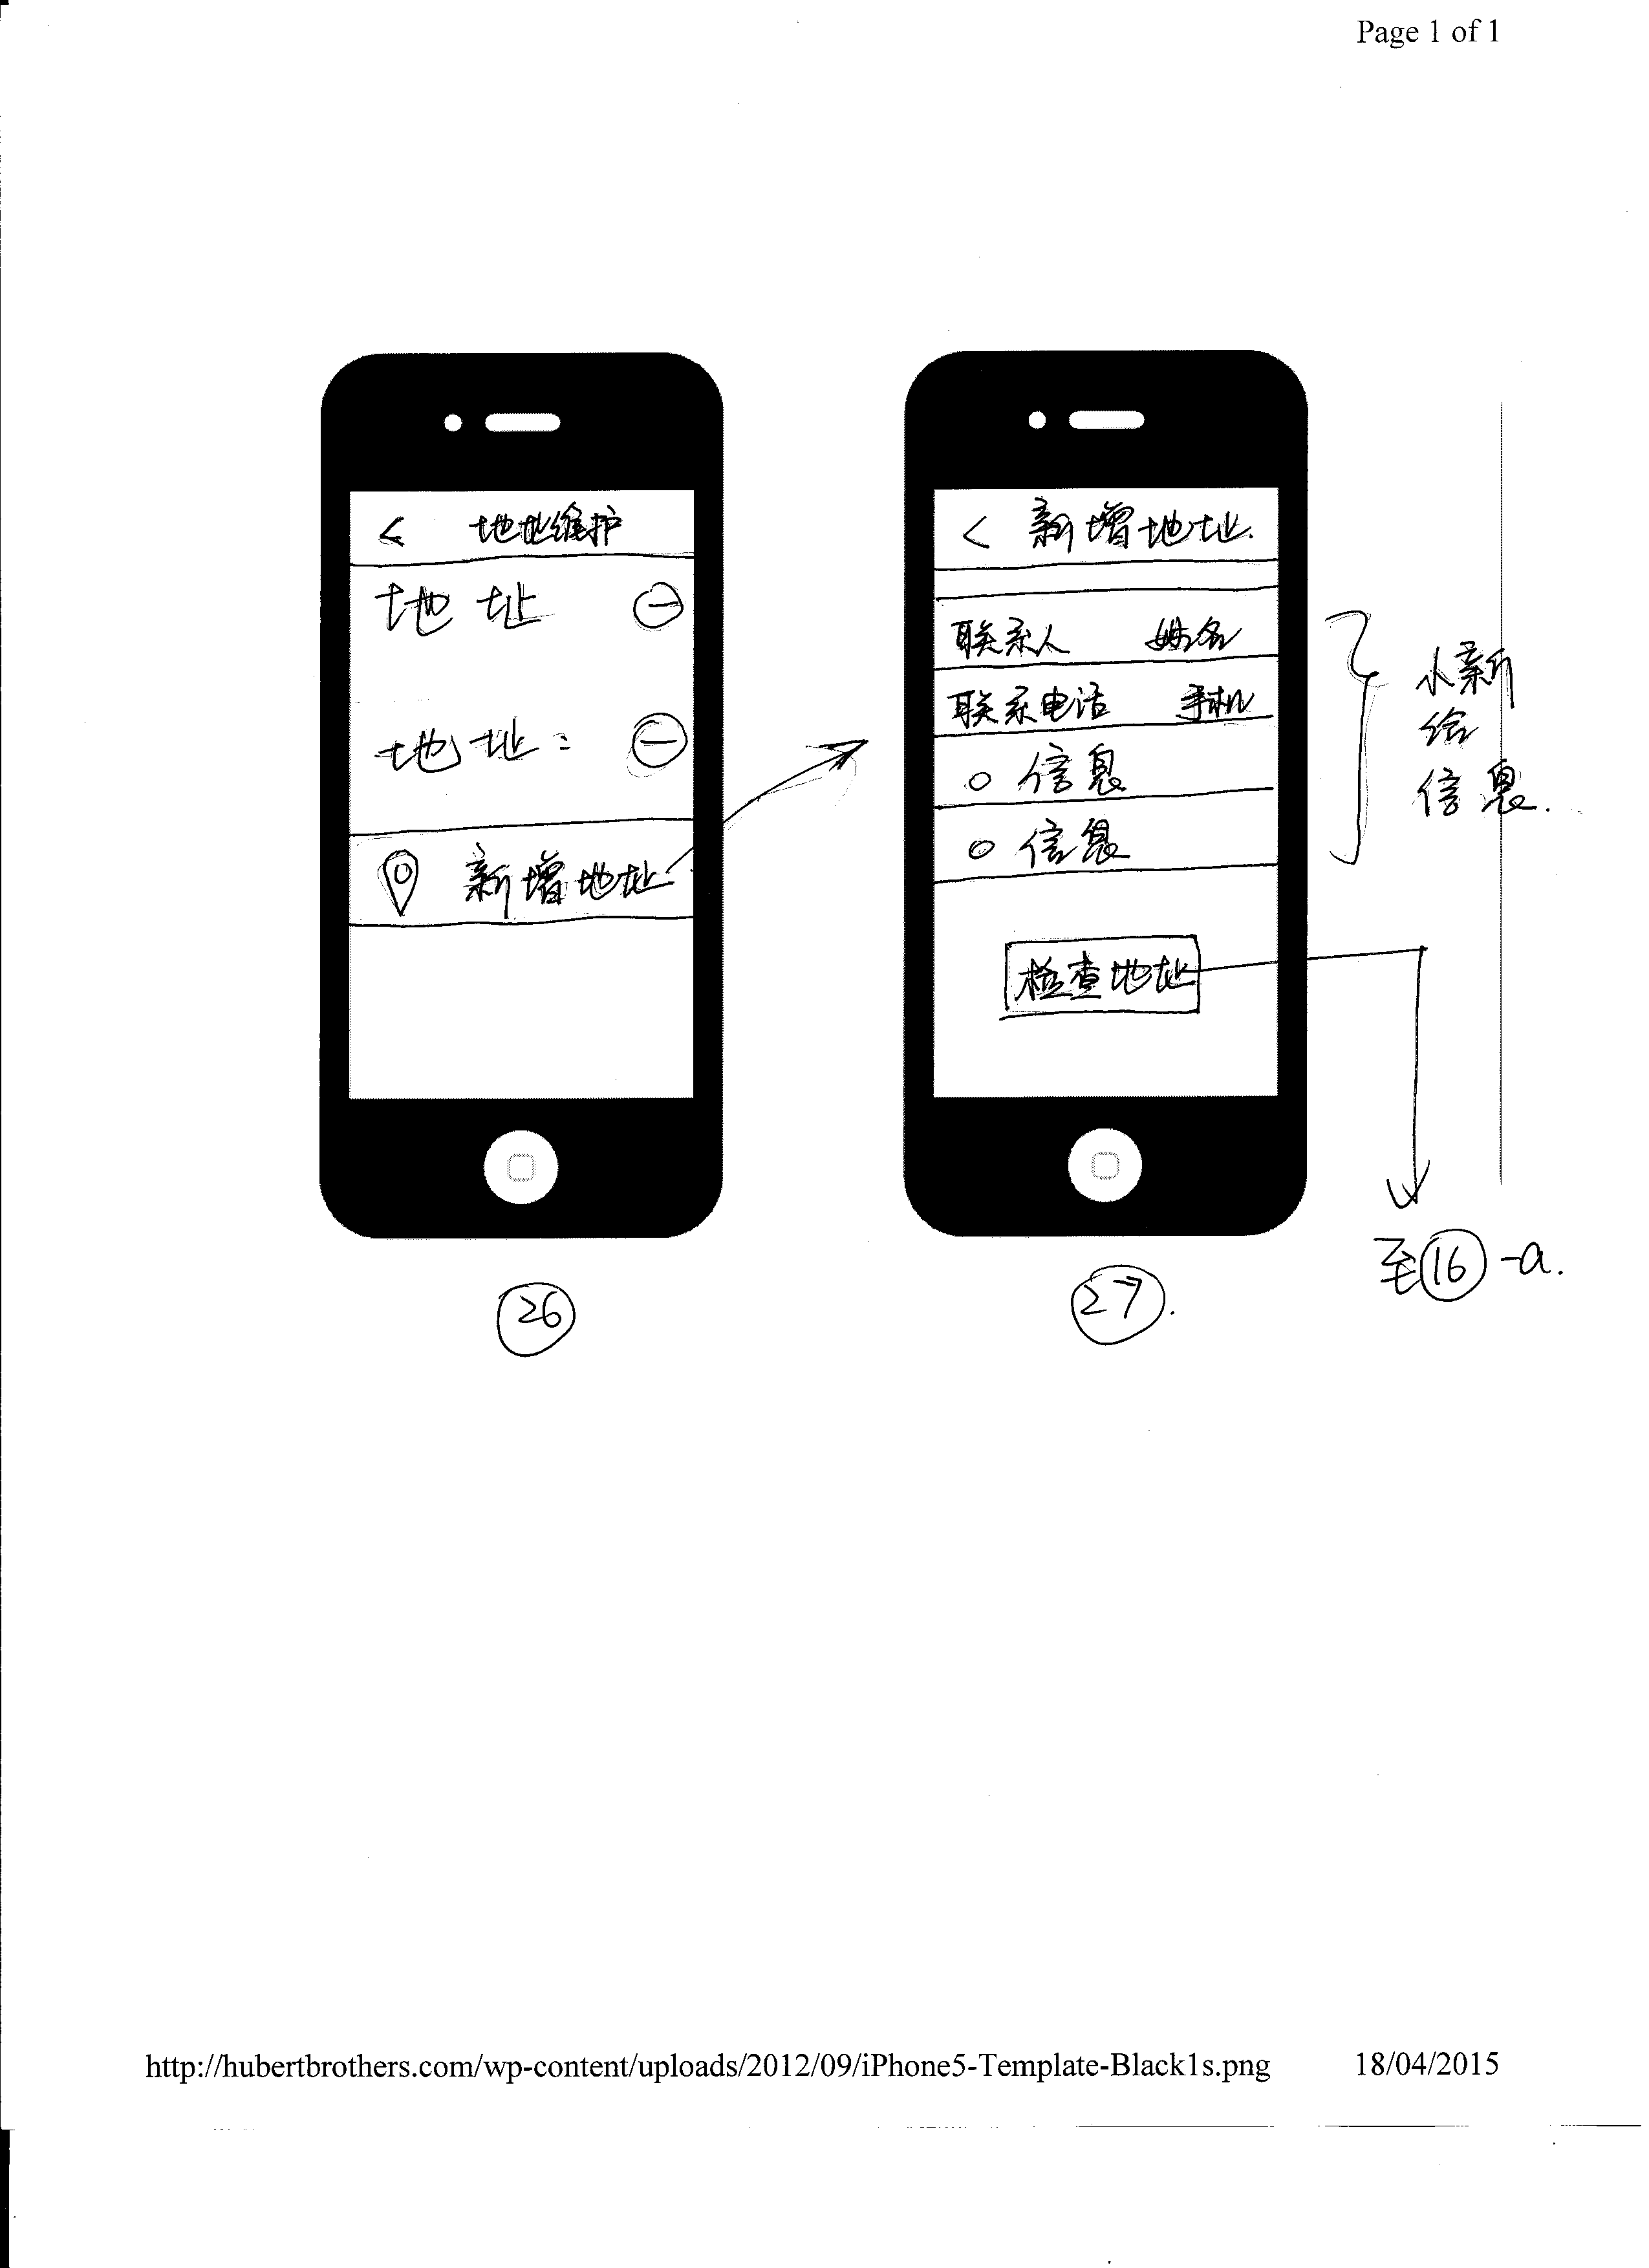 Page 1 of 1
< 地址维护
地址 ⊖
地址: ⊖
新增地址
26
< 新增地址.
联系人 姓名
联系电话 手机
○ 信息
○ 信息
检查地址
27.
小新
给
信息.
至⑯-a.
http://hubertbrothers.com/wp-content/uploads/2012/09/iPhone5-Template-Black1s.png 18/04/2015